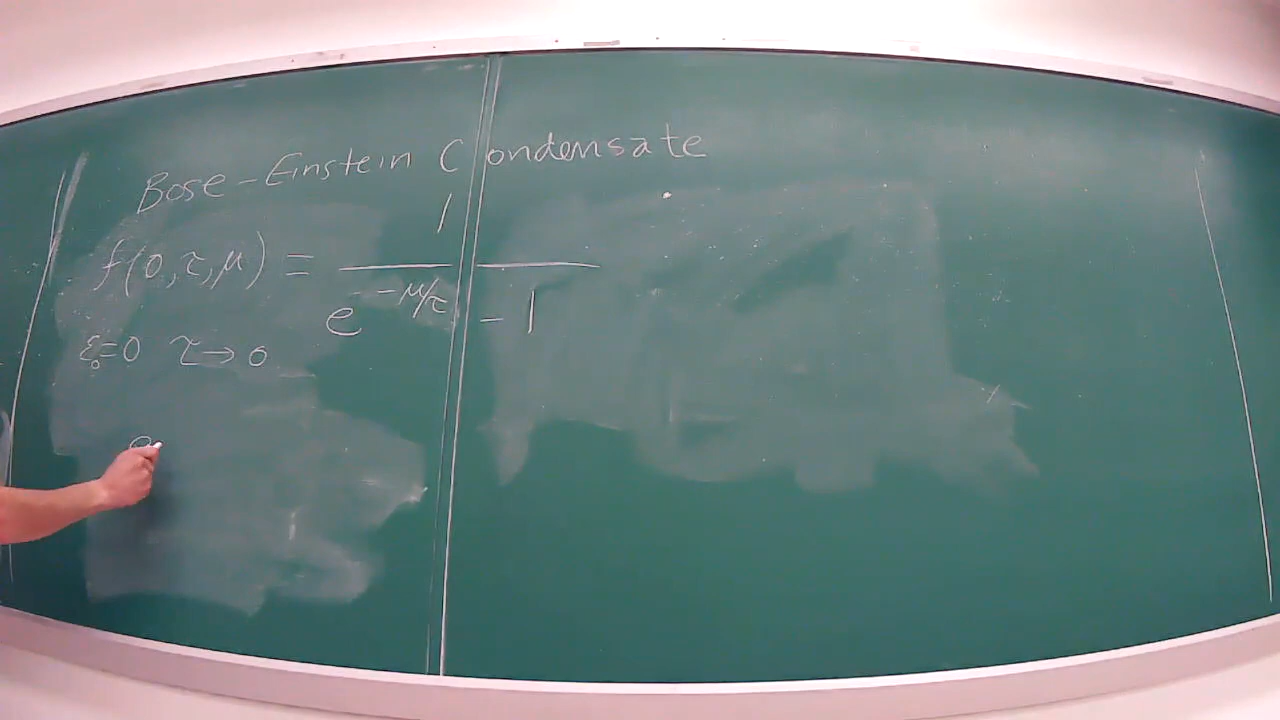 Bose-Einstein Condensate
f(0,τ,μ) = 1 / (e^(-μ/τ) - 1)
ε₀=0 τ→0